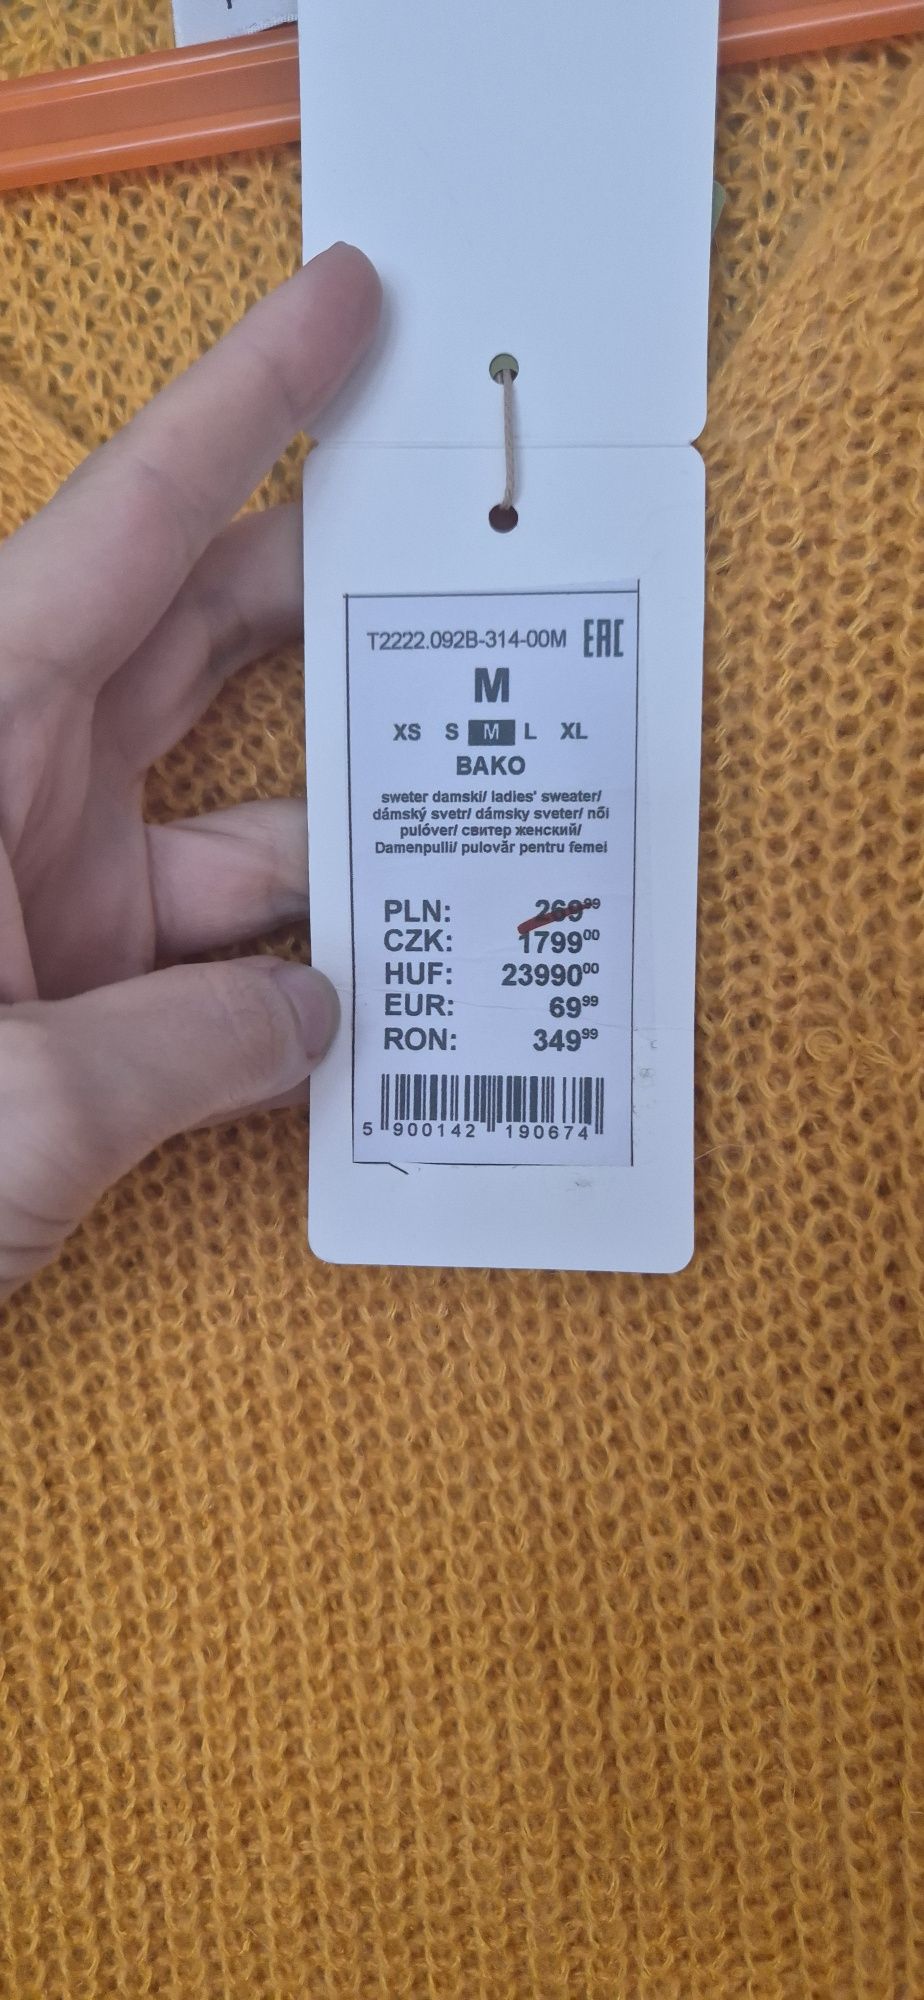 T2222.092B-314-00M EAC
M
XS S M L XL
BAKO
sweter damski/ ladies' sweater/
dámský svetr/ dámsky sveter/ női
pulóver/ свитер женский/
Damenpulli/ pulovăr pentru femei
PLN: 269⁹⁹
CZK: 1799⁰⁰
HUF: 23990⁰⁰
EUR: 69⁹⁹
RON: 349⁹⁹
5 900142 190674